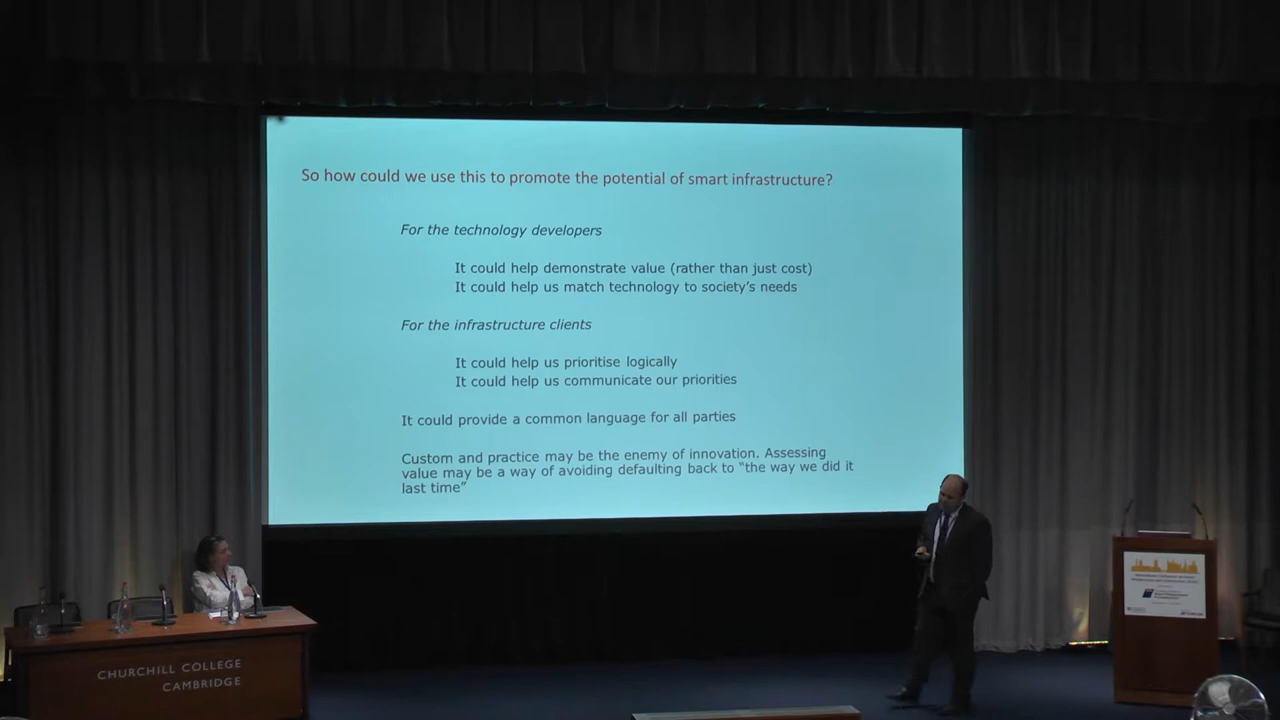 So how could we use this to promote the potential of smart infrastructure?
For the technology developers
It could help demonstrate value (rather than just cost)
It could help us match technology to society's needs
For the infrastructure clients
It could help us prioritise logically
It could help us communicate our priorities
It could provide a common language for all parties
Custom and practice may be the enemy of innovation. Assessing
value may be a way of avoiding defaulting back to "the way we did it
last time"
CHURCHILL COLLEGE
CAMBRIDGE